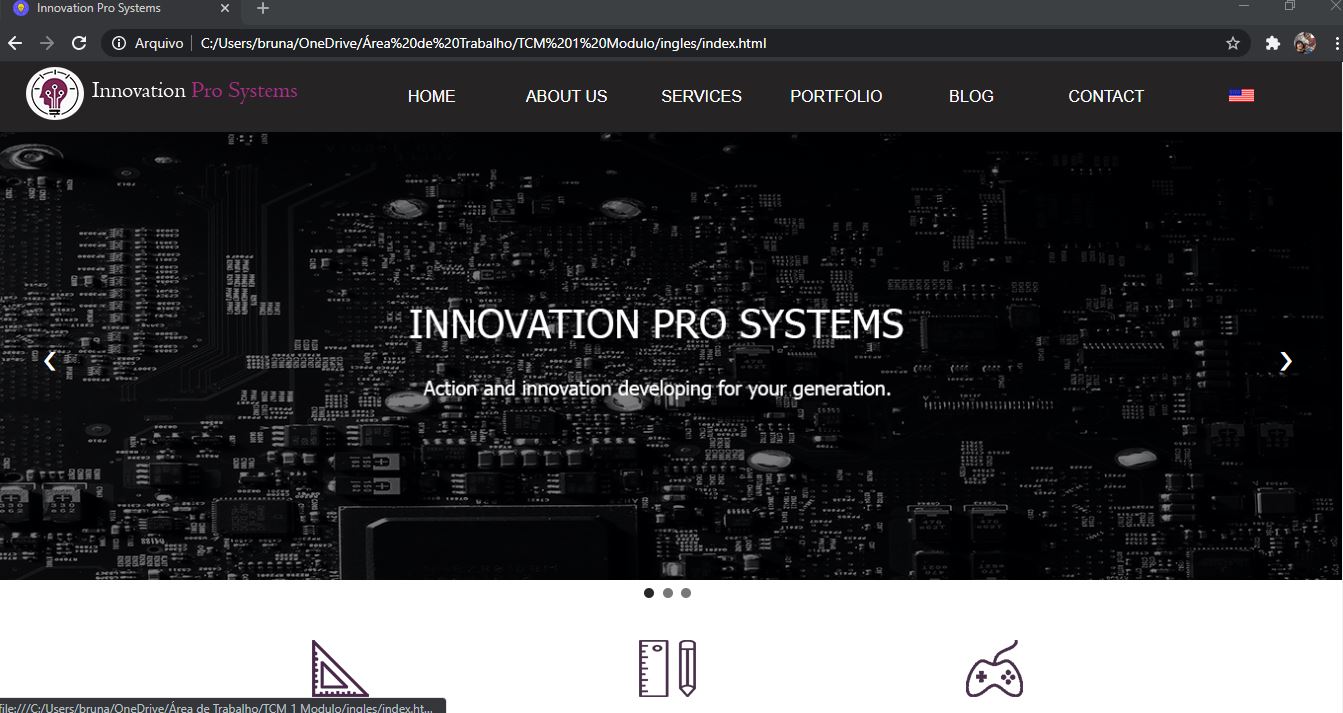 Innovation Pro Systems
Arquivo
C:/Users/bruna/OneDrive/Área%20de%20Trabalho/TCM%201%20Modulo/ingles/index.html
Innovation Pro Systems
HOME
ABOUT US
SERVICES
PORTFOLIO
BLOG
CONTACT
INNOVATION PRO SYSTEMS
Action and innovation developing for your generation.
file:///C:/Users/bruna/OneDrive/Área de Trabalho/TCM 1 Modulo/ingles/index.ht...